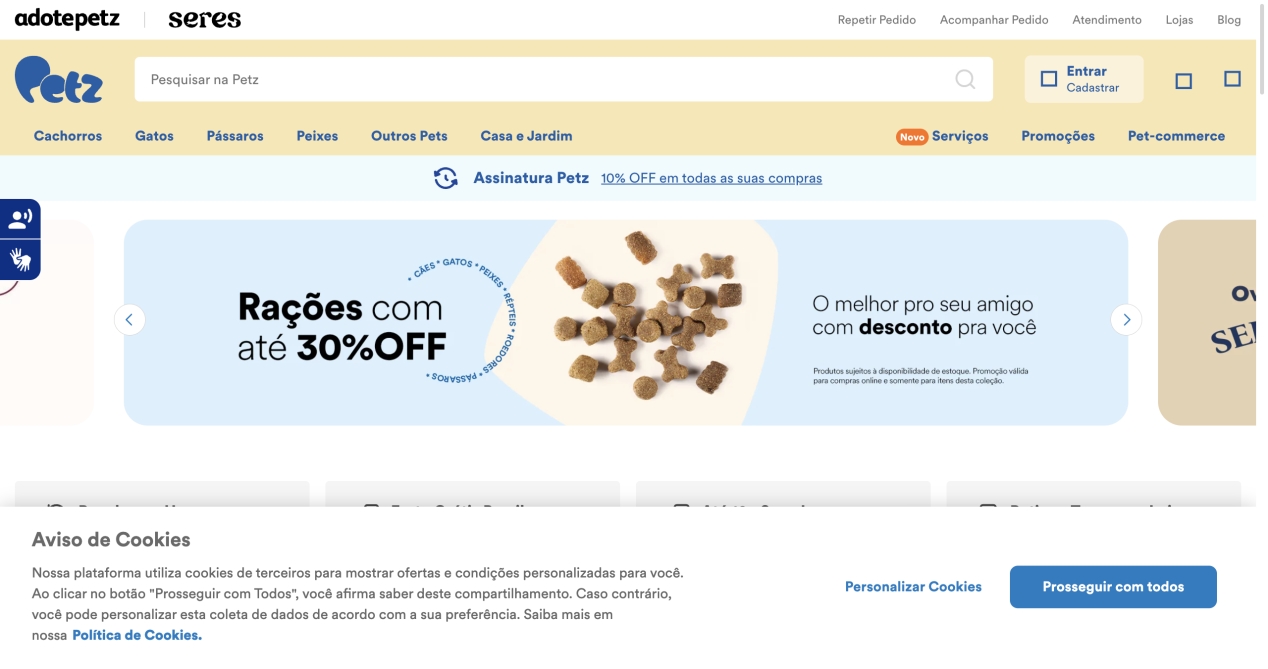 adotepetz
seres
Repetir Pedido
Acompanhar Pedido
Atendimento
Lojas
Blog
Petz
Pesquisar na Petz
Entrar
Cadastrar
Cachorros
Gatos
Pássaros
Peixes
Outros Pets
Casa e Jardim
Novo
Serviços
Promoções
Pet-commerce
Assinatura Petz
10% OFF em todas as suas compras
Rações com
até 30%OFF
• CÃES • GATOS • PEIXES • RÉPTEIS • ROEDORES • PÁSSAROS •
O melhor pro seu amigo
com desconto pra você
Produtos sujeitos à disponibilidade de estoque. Promoção válida
para compras online e somente para itens desta coleção.
Aviso de Cookies
Nossa plataforma utiliza cookies de terceiros para mostrar ofertas e condições personalizadas para você.
Ao clicar no botão "Prosseguir com Todos", você afirma saber deste compartilhamento. Caso contrário,
você pode personalizar esta coleta de dados de acordo com a sua preferência. Saiba mais em
nossa Política de Cookies.
Personalizar Cookies
Prosseguir com todos